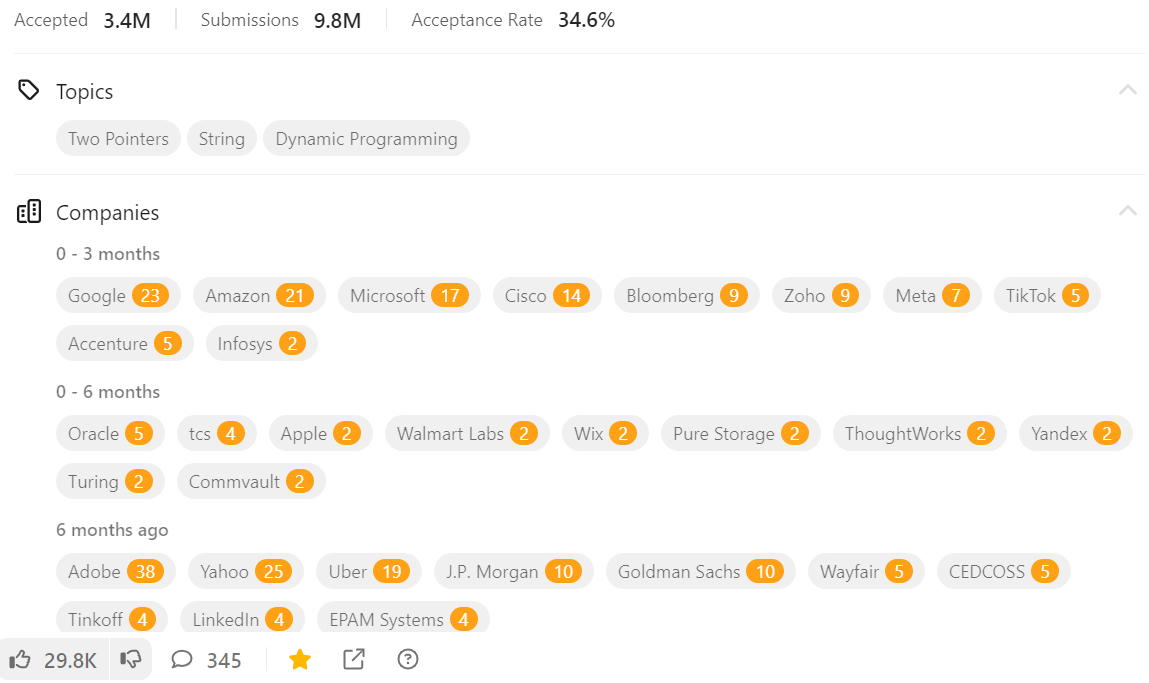 Accepted 3.4M Submissions 9.8M Acceptance Rate 34.6%
Topics
Two Pointers String Dynamic Programming
Companies
0 - 3 months
Google 23 Amazon 21 Microsoft 17 Cisco 14 Bloomberg 9 Zoho 9 Meta 7 TikTok 5
Accenture 5 Infosys 2
0 - 6 months
Oracle 5 tcs 4 Apple 2 Walmart Labs 2 Wix 2 Pure Storage 2 ThoughtWorks 2 Yandex 2
Turing 2 Commvault 2
6 months ago
Adobe 38 Yahoo 25 Uber 19 J.P. Morgan 10 Goldman Sachs 10 Wayfair 5 CEDCOSS 5
Tinkoff 4 LinkedIn 4 EPAM Systems 4
29.8K 345